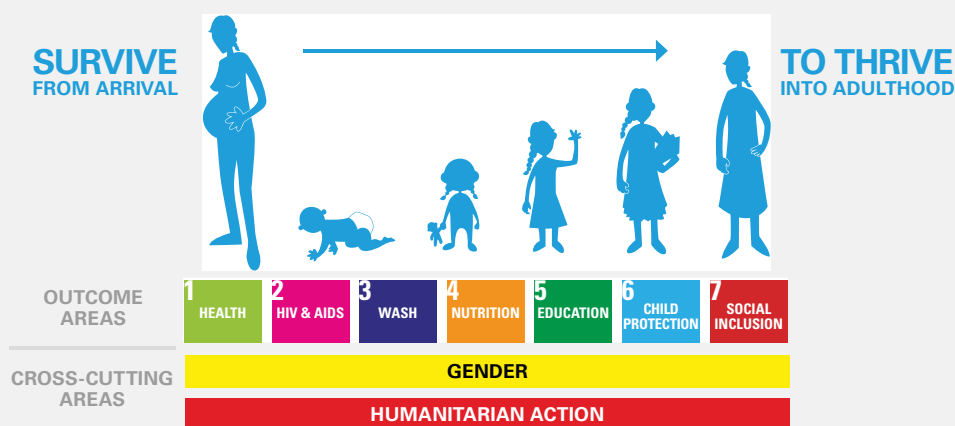 SURVIVE
FROM ARRIVAL
TO THRIVE
INTO ADULTHOOD
OUTCOME
AREAS
1
HEALTH
2
HIV & AIDS
3
WASH
4
NUTRITION
5
EDUCATION
6
CHILD
PROTECTION
7
SOCIAL
INCLUSION
CROSS-CUTTING
AREAS
GENDER
HUMANITARIAN ACTION